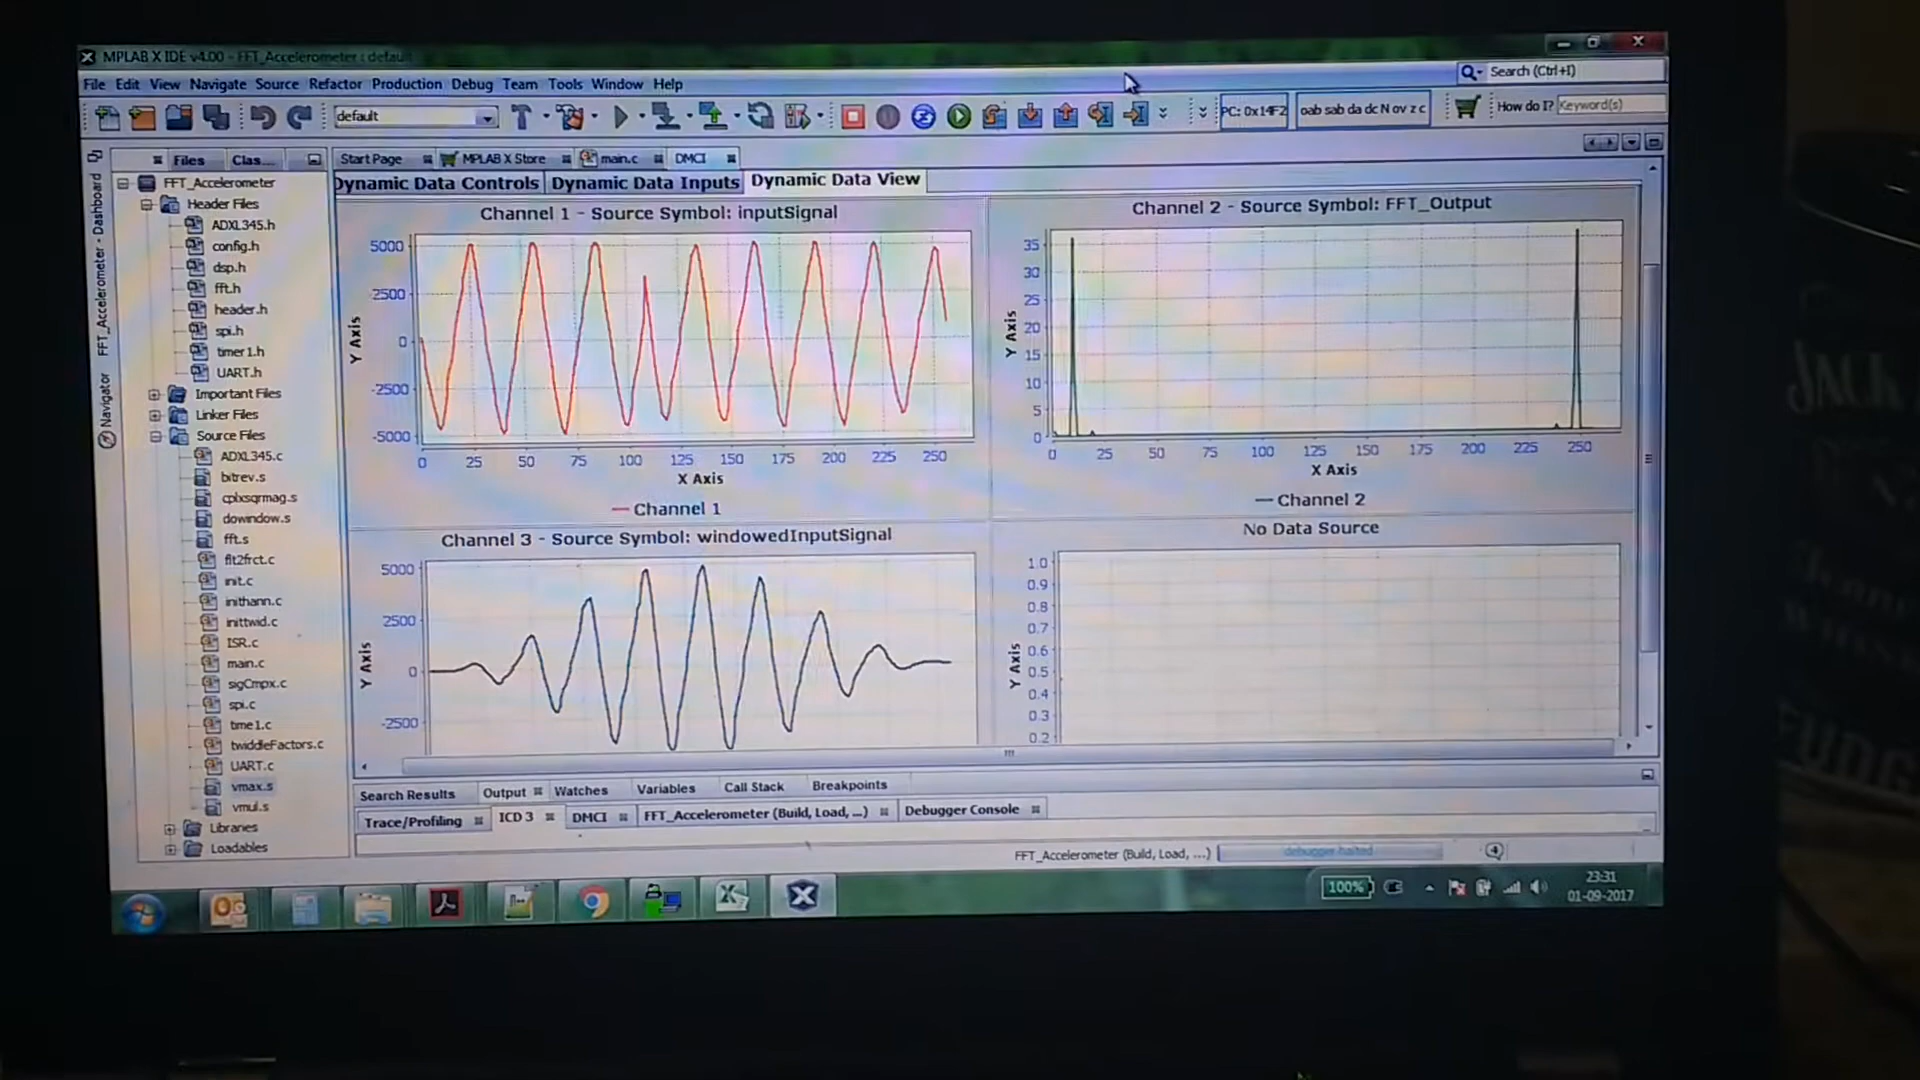 MPLAB X IDE v4.00 - FFT_Accelerometer : default
File Edit View Navigate Source Refactor Production Debug Team Tools Window Help
Search (Ctrl+I)
default
PC: 0x14F2
oab sab da dc N ov z c
How do I?
Keyword(s)
Files
Clas...
Start Page
MPLAB X Store
main.c
DMCI
FFT_Accelerometer - Dashboard
Navigator
FFT_Accelerometer
Header Files
ADXL345.h
config.h
dsp.h
fft.h
header.h
spi.h
timer1.h
UART.h
Important Files
Linker Files
Source Files
ADXL345.c
bitrev.s
cplxsqrmag.s
dowindow.s
fft.s
flt2frct.c
init.c
inithann.c
inittwid.c
ISR.c
main.c
sigCmpx.c
spi.c
tme1.c
twiddleFactors.c
UART.c
vmax.s
vmul.s
Libraries
Loadables
Dynamic Data Controls
Dynamic Data Inputs
Dynamic Data View
Channel 1 - Source Symbol: inputSignal
5000
2500
0
-2500
-5000
Y Axis
0 25 50 75 100 125 150 175 200 225 250
X Axis
Channel 1
Channel 2 - Source Symbol: FFT_Output
35
30
25
20
15
10
5
0
Y Axis
0 25 50 75 100 125 150 175 200 225 250
X Axis
Channel 2
Channel 3 - Source Symbol: windowedInputSignal
5000
2500
0
-2500
Y Axis
No Data Source
1.0
0.9
0.8
0.7
0.6
0.5
0.4
0.3
0.2
Y Axis
Search Results
Output
Watches
Variables
Call Stack
Breakpoints
Trace/Profiling
ICD 3
DMCI
FFT_Accelerometer (Build, Load, ...)
Debugger Console
FFT_Accelerometer (Build, Load, ...)
debugger halted
100%
23:31
01-09-2017